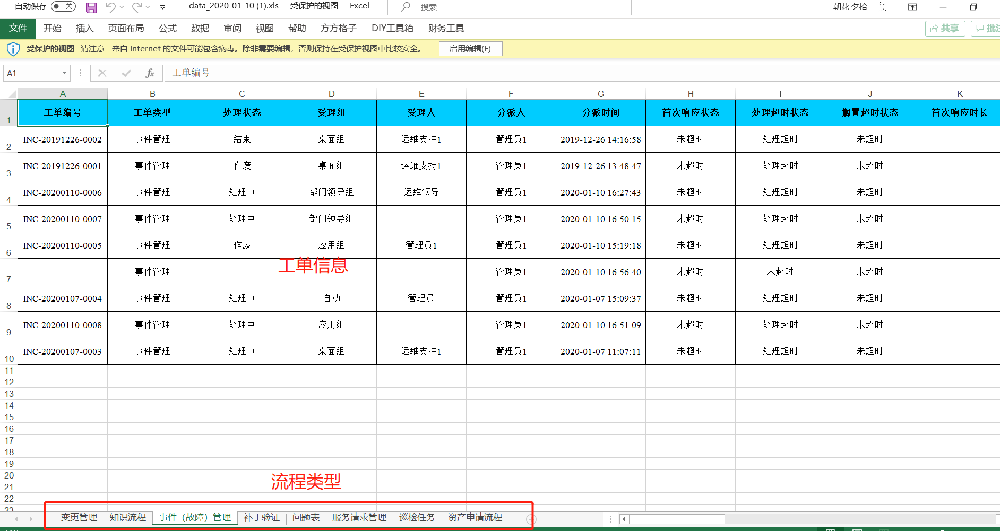 自动保存 关 data_2020-01-10 (1).xls - 受保护的视图 - Excel 搜索 朝花 夕拾
文件 开始 插入 页面布局 公式 数据 审阅 视图 帮助 方方格子 DIY工具箱 财务工具 共享 批注
受保护的视图 请注意 - 来自 Internet 的文件可能包含病毒。除非需要编辑，否则保持在受保护视图中比较安全。 启用编辑(E)
A1 fx 工单编号
A B C D E F G H I J K
1 工单编号 工单类型 处理状态 受理组 受理人 分派人 分派时间 首次响应状态 处理超时状态 搁置超时状态 首次响应时长
2 INC-20191226-0002 事件管理 结束 桌面组 运维支持1 管理员1 2019-12-26 14:16:58 未超时 处理超时 未超时
3 INC-20191226-0001 事件管理 作废 桌面组 运维支持1 管理员1 2019-12-26 13:48:47 未超时 处理超时 未超时
4 INC-20200110-0006 事件管理 处理中 部门领导组 运维领导 管理员1 2020-01-10 16:27:43 未超时 处理超时 未超时
5 INC-20200110-0007 事件管理 处理中 部门领导组 管理员1 2020-01-10 16:50:15 未超时 处理超时 未超时
6 INC-20200110-0005 事件管理 作废 应用组 管理员1 管理员1 2020-01-10 15:19:18 未超时 处理超时 未超时
工单信息
7 事件管理 管理员1 2020-01-10 16:56:40 未超时 未超时 未超时
8 INC-20200107-0004 事件管理 处理中 自动 管理员 管理员1 2020-01-07 15:09:37 未超时 处理超时 未超时
9 INC-20200110-0008 事件管理 处理中 应用组 管理员1 2020-01-10 16:51:09 未超时 处理超时 未超时
10 INC-20200107-0003 事件管理 处理中 桌面组 运维支持1 管理员1 2020-01-07 11:07:11 未超时 处理超时 未超时
11
12
13
14
15
16
17
18
19
20
21
流程类型
22
23
变更管理 知识流程 事件（故障）管理 补丁验证 问题表 服务请求管理 巡检任务 资产申请流程